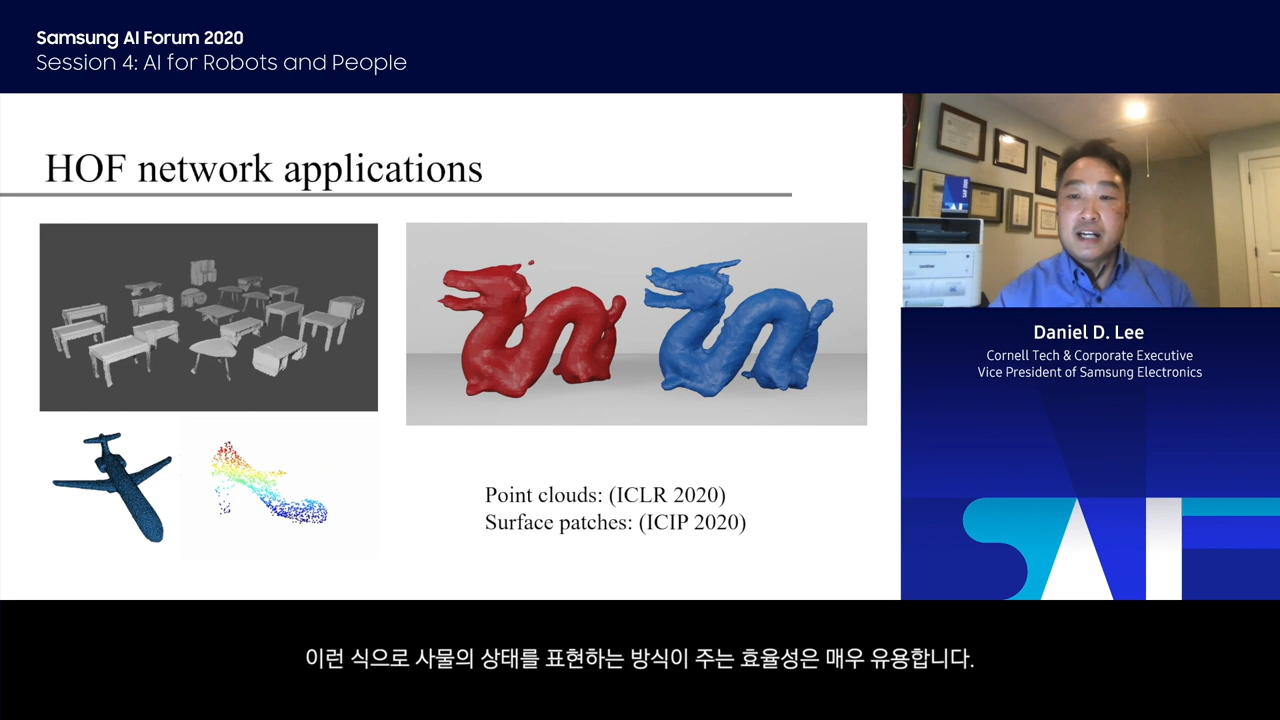 Samsung AI Forum 2020
Session 4: AI for Robots and People
HOF network applications
Point clouds: (ICLR 2020)
Surface patches: (ICIP 2020)
Daniel D. Lee
Cornell Tech & Corporate Executive
Vice President of Samsung Electronics
SAIF
이런 식으로 사물의 상태를 표현하는 방식이 주는 효율성은 매우 유용합니다.